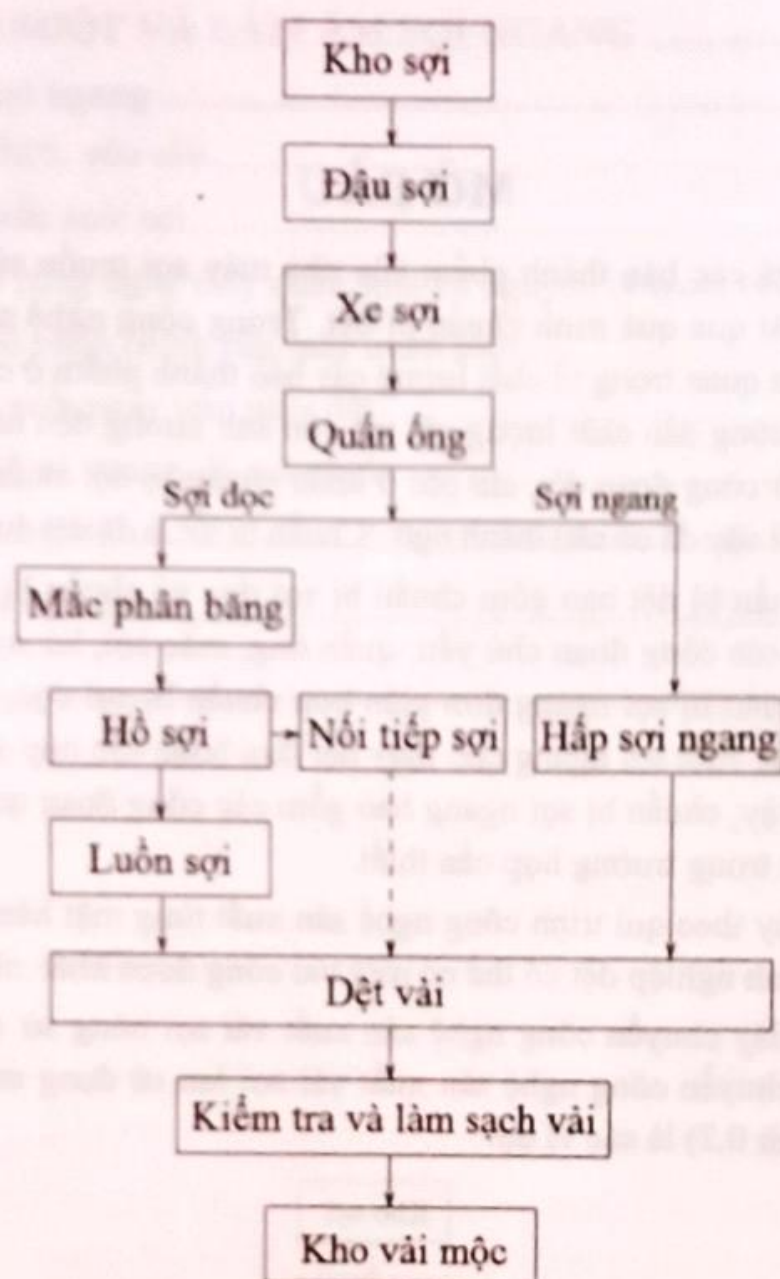 Kho sợi
Đậu sợi
Xe sợi
Quấn ống
Sợi dọc
Sợi ngang
Mắc phân băng
Hồ sợi
Nối tiếp sợi
Hấp sợi ngang
Luồn sợi
Dệt vải
Kiểm tra và làm sạch vải
Kho vải mộc